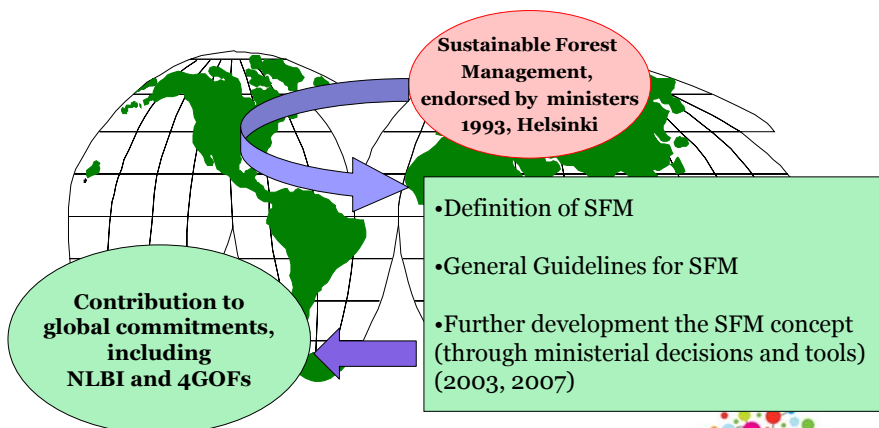 Sustainable Forest
Management,
endorsed by ministers
1993, Helsinki
•Definition of SFM
•General Guidelines for SFM
•Further development the SFM concept
(through ministerial decisions and tools)
(2003, 2007)
Contribution to
global commitments,
including
NLBI and 4GOFs